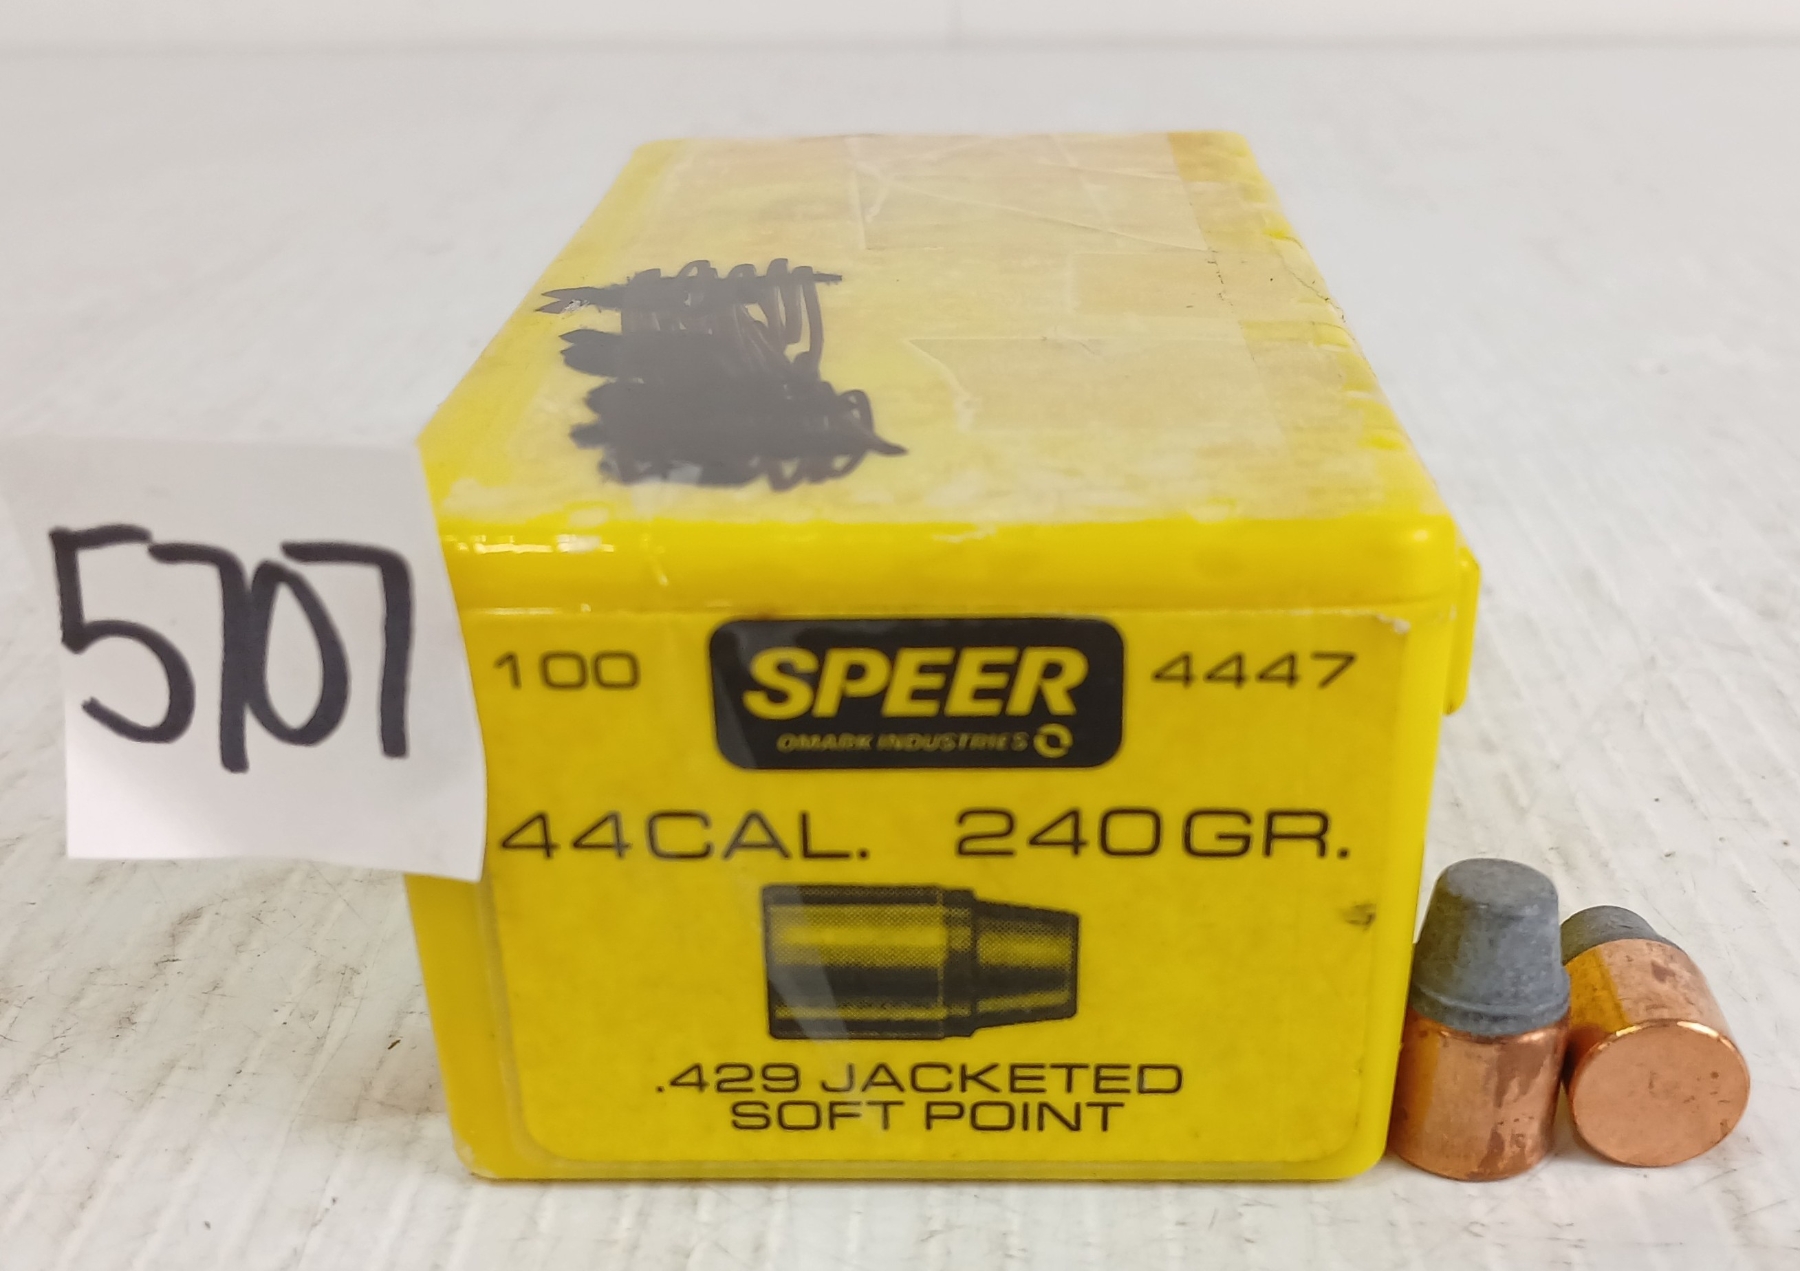 5707
100 SPEER 4447
OMARK INDUSTRIES
44 CAL. 240 GR.
.429 JACKETED
SOFT POINT